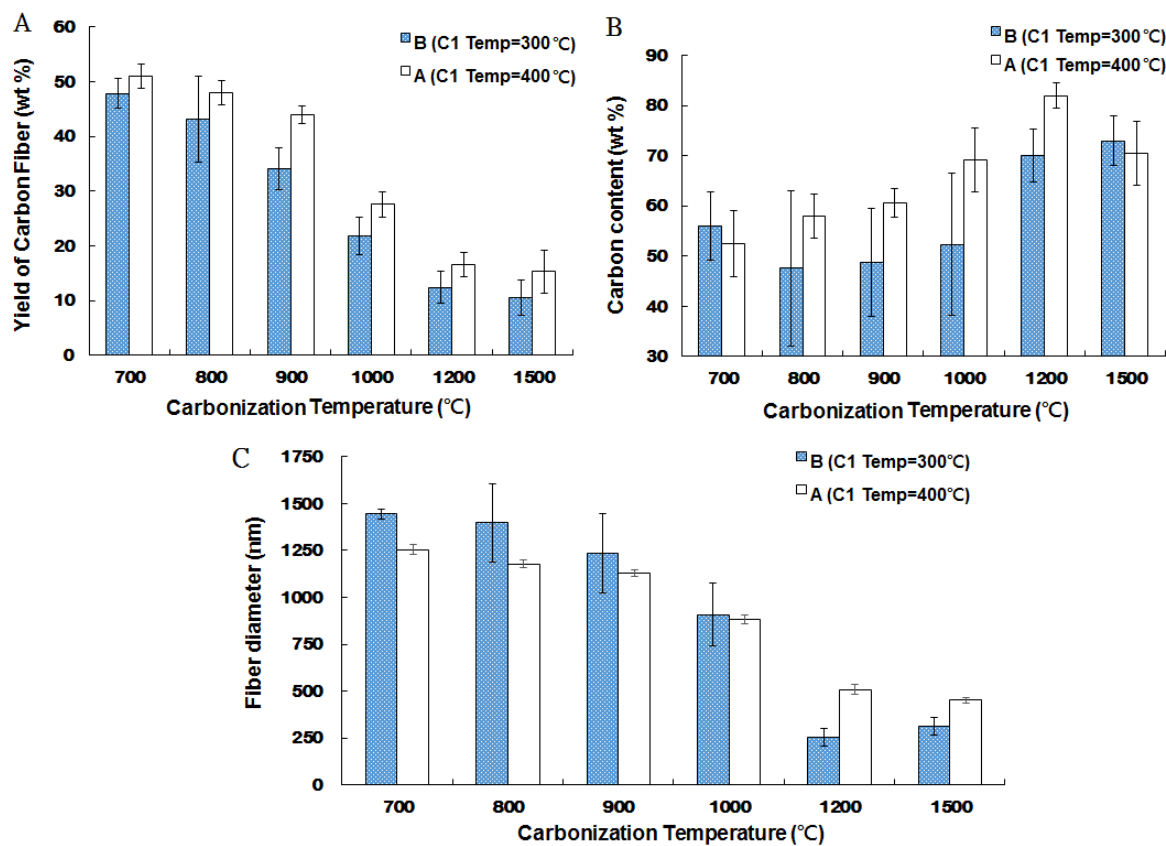 A
Yield of Carbon Fiber (wt %)
60
50
40
30
20
10
0
B (C1 Temp=300℃)
A (C1 Temp=400℃)
700 800 900 1000 1200 1500
Carbonization Temperature (℃)
B
Carbon content (wt %)
90
80
70
60
50
40
30
B (C1 Temp=300℃)
A (C1 Temp=400℃)
700 800 900 1000 1200 1500
Carbonization Temperature (℃)
C
Fiber diameter (nm)
1750
1500
1250
1000
750
500
250
0
B (C1 Temp=300℃)
A (C1 Temp=400℃)
700 800 900 1000 1200 1500
Carbonization Temperature (℃)